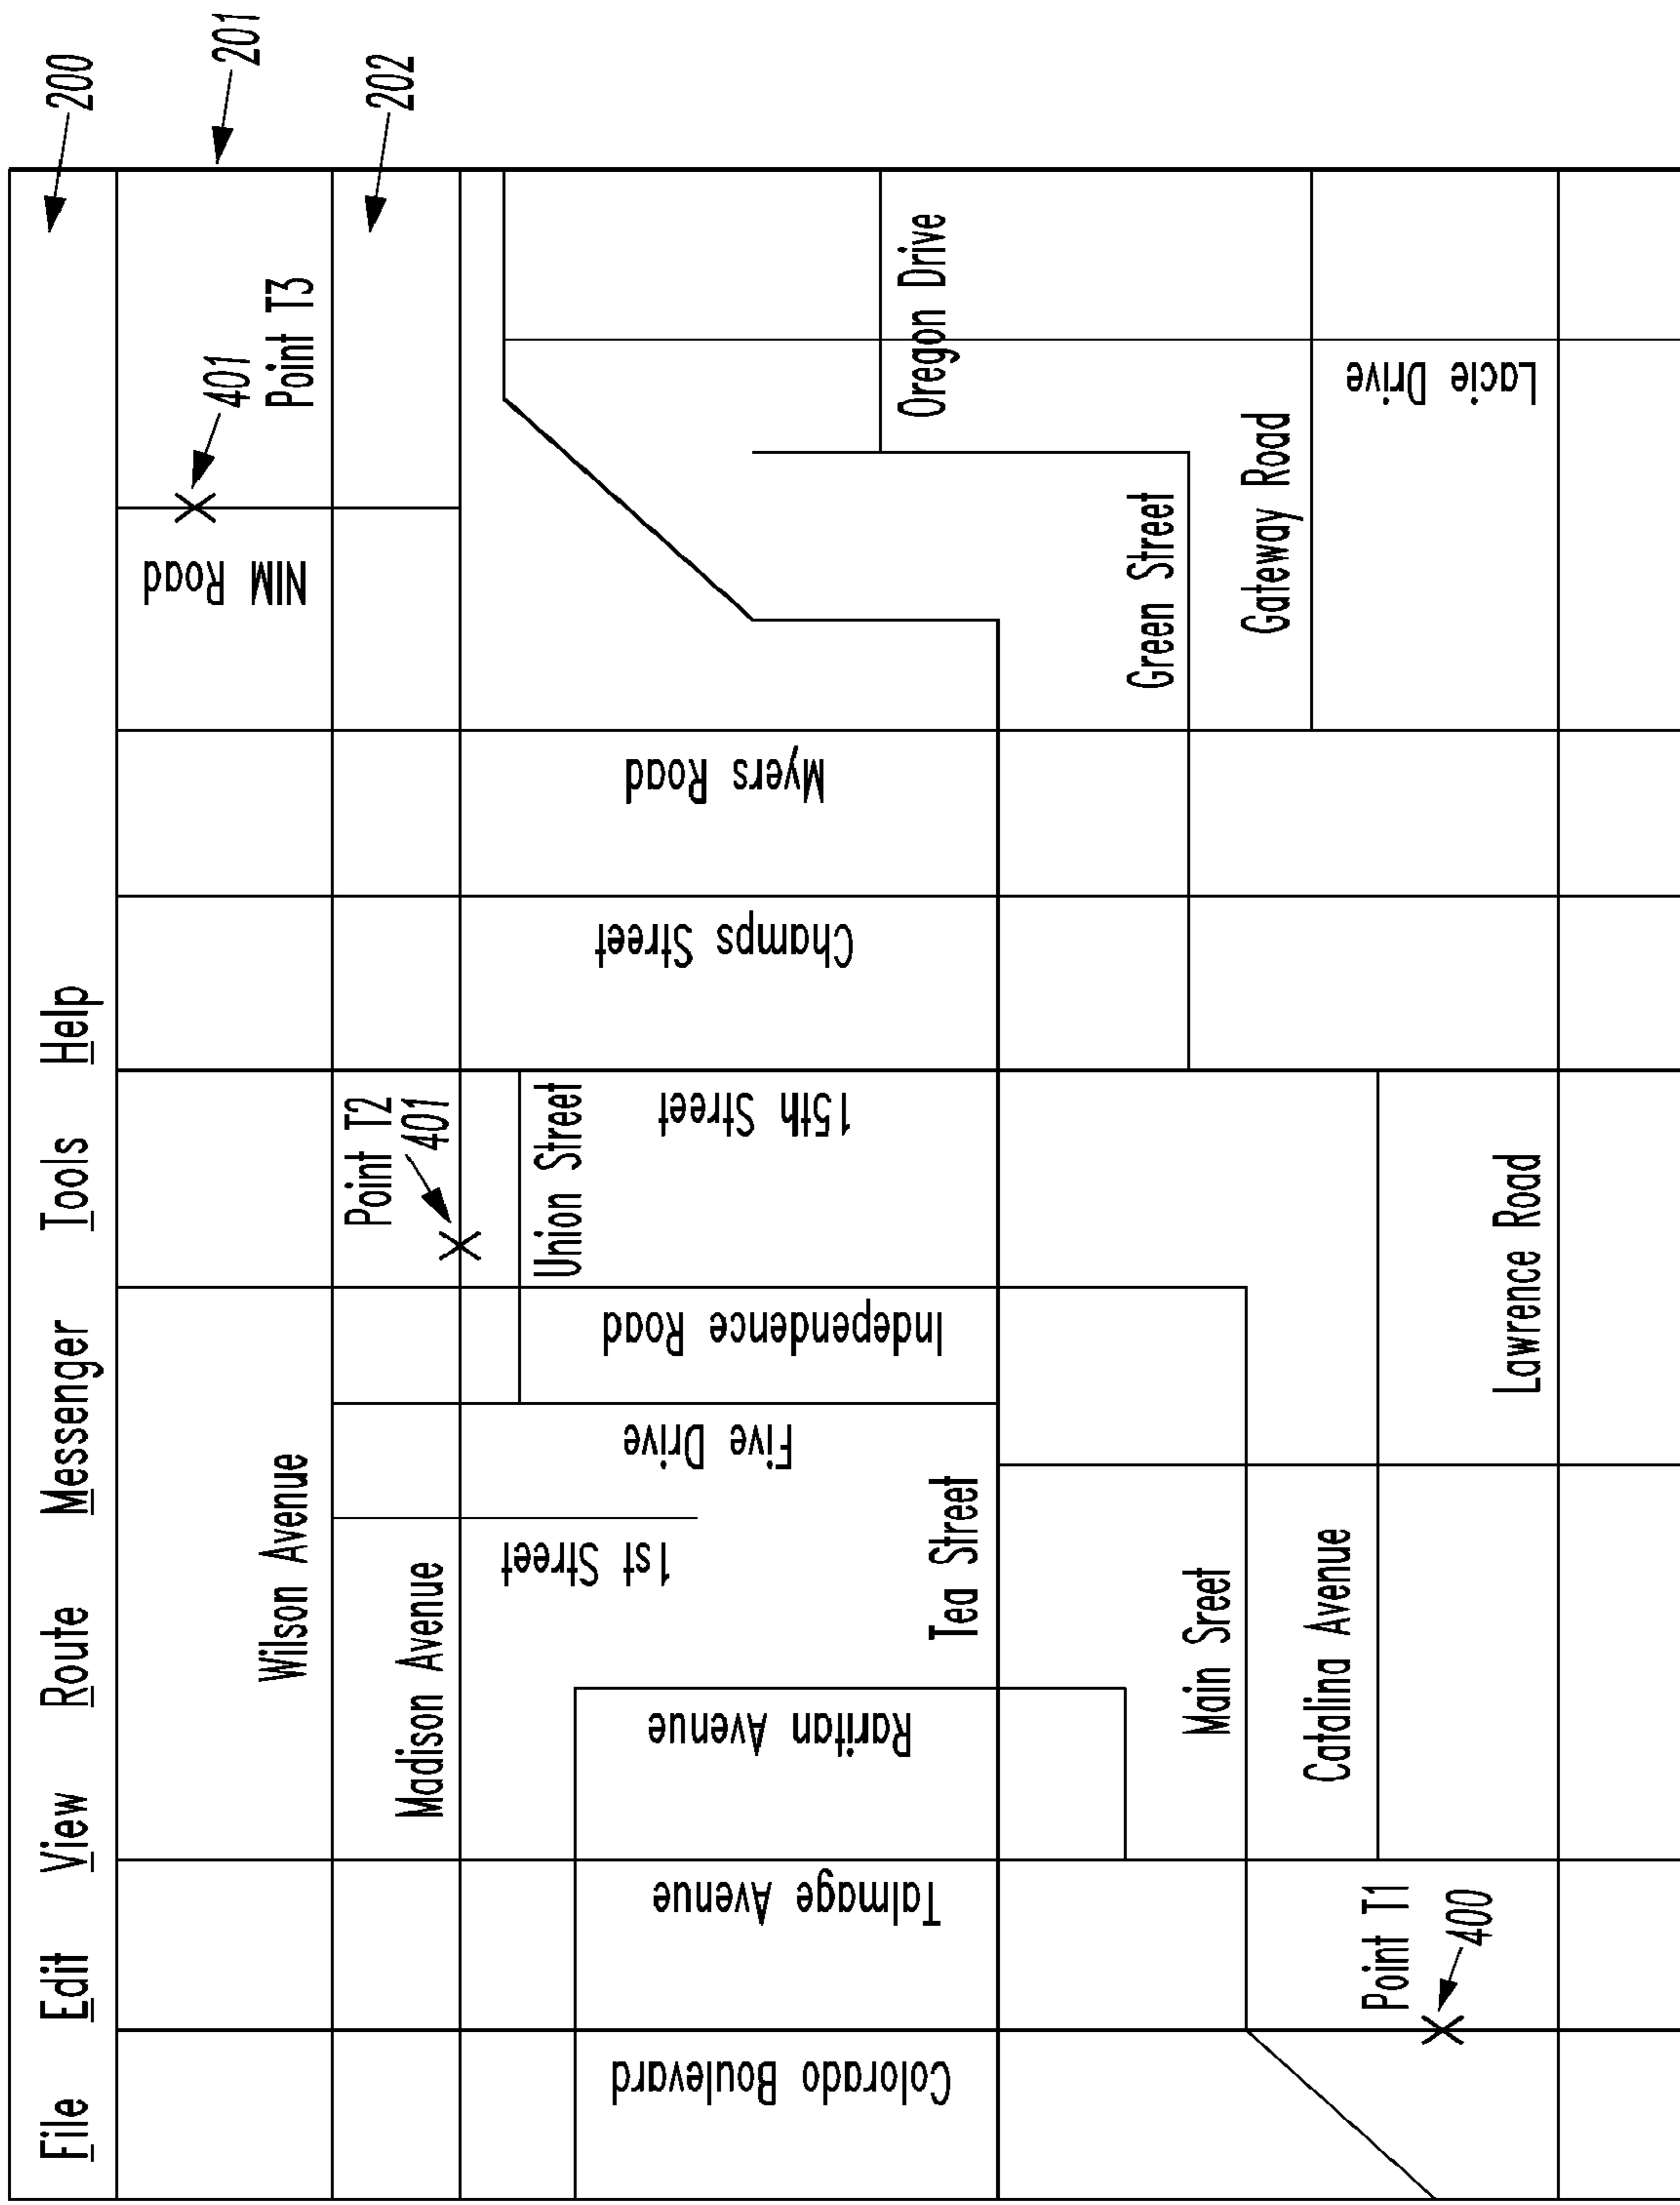 File Edit View Route Messenger Tools Help
200
201
202
401
Point T3
NIM Road
Wilson Avenue
Point T2
401
Madison Avenue
Union Street
1st Street
Five Drive
Independence Road
15th Street
Champs Street
Myers Road
Oregon Drive
Colorado Boulevard
Talmage Avenue
Raritan Avenue
Tea Street
Green Street
Main Sreet
Gateway Road
Catalina Avenue
Lacie Drive
Point T1
400
Lawrence Road